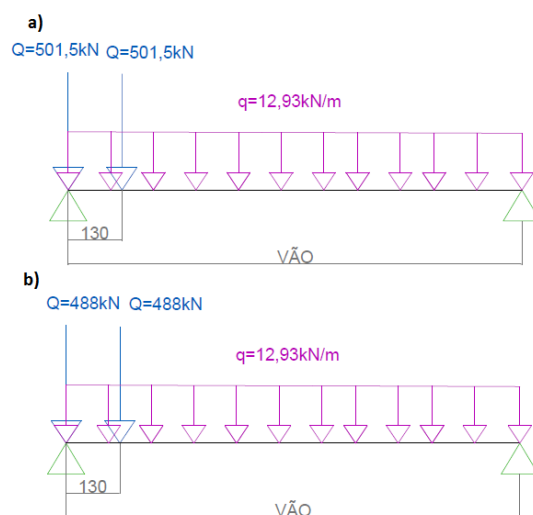 a)
Q=501,5kN Q=501,5kN
q=12,93kN/m
130
VÃO
b)
Q=488kN Q=488kN
q=12,93kN/m
130
VÃO